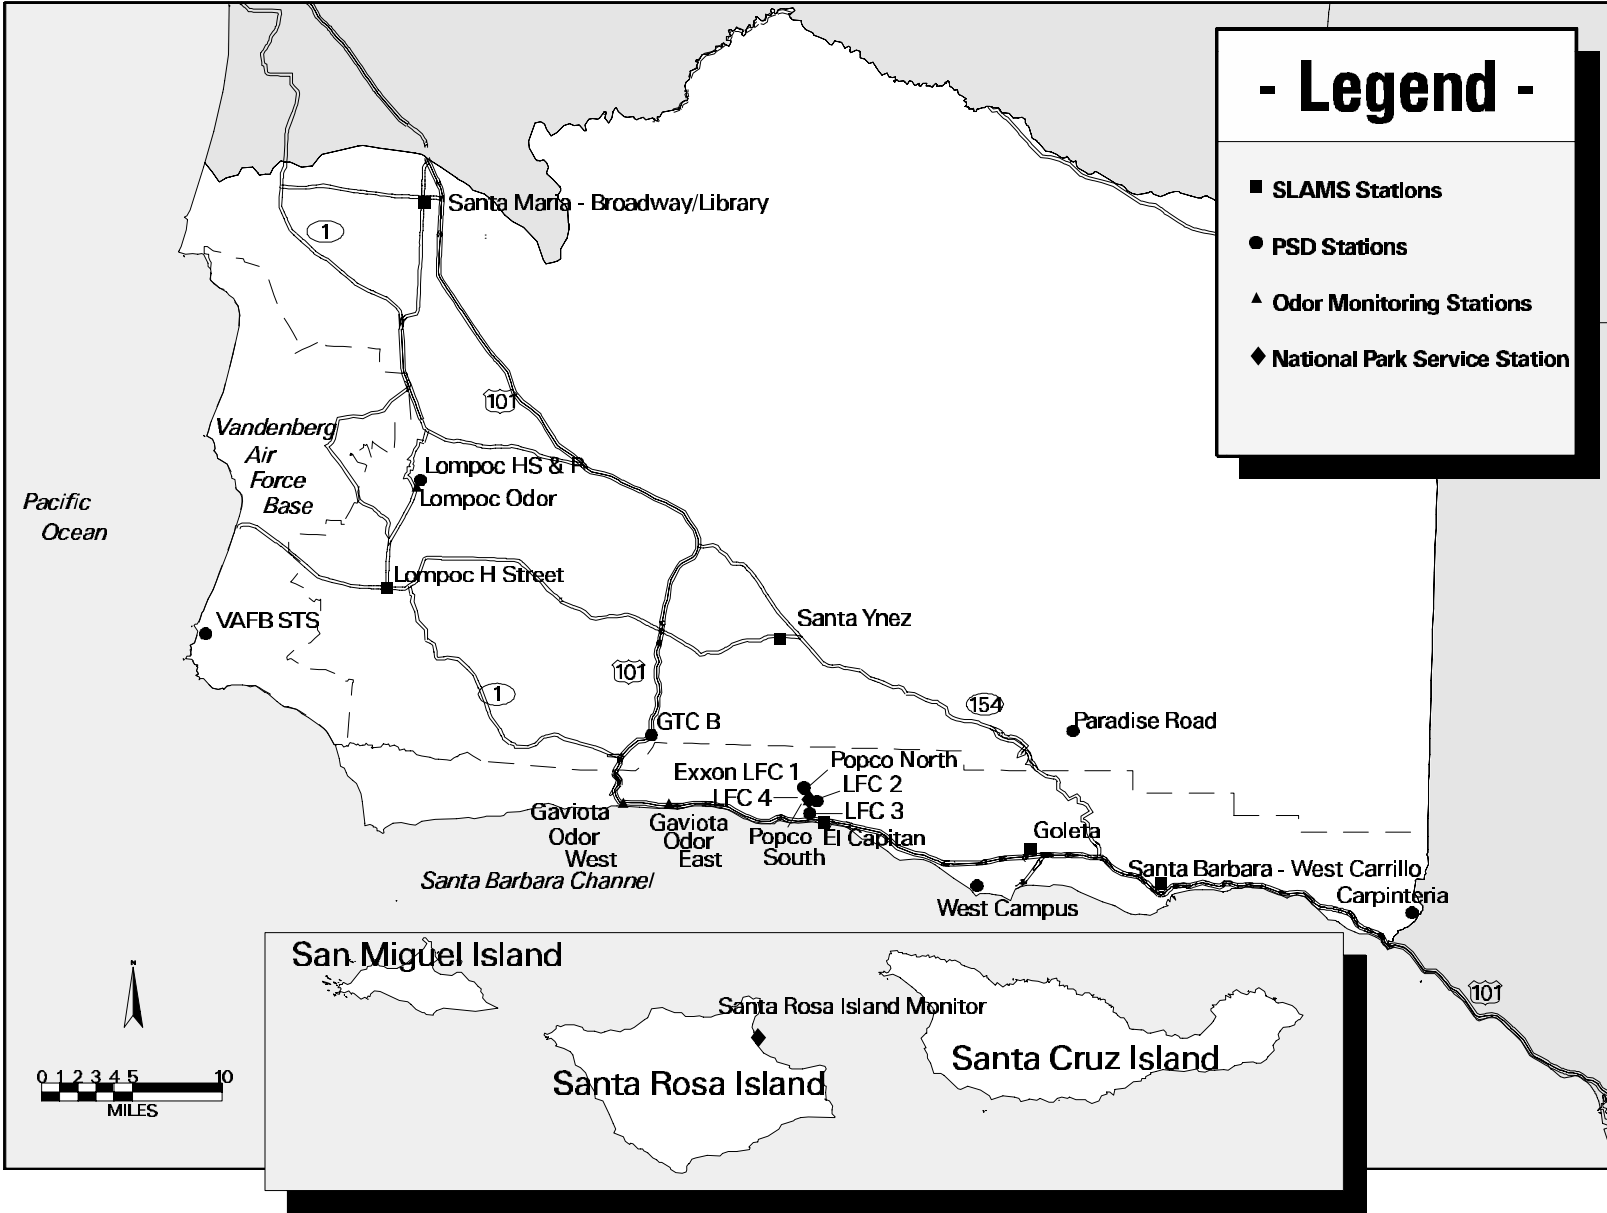 - Legend -
SLAMS Stations
PSD Stations
Odor Monitoring Stations
National Park Service Station
Santa Maria - Broadway/Library
1
101
Vandenberg
Air
Force
Base
Pacific
Ocean
Lompoc HS & P
Lompoc Odor
Lompoc H Street
VAFB STS
Santa Ynez
101
1
154
GTC B
Paradise Road
Popco North
Exxon LFC 1
LFC 2
LFC 4
LFC 3
Gaviota
Odor
West
Gaviota
Odor
East
Popco
South
El Capitan
Goleta
Santa Barbara Channel
Santa Barbara - West Carrillo
Carpinteria
West Campus
San Miguel Island
Santa Rosa Island Monitor
Santa Cruz Island
Santa Rosa Island
101
N
0 1 2 3 4 5 10
MILES